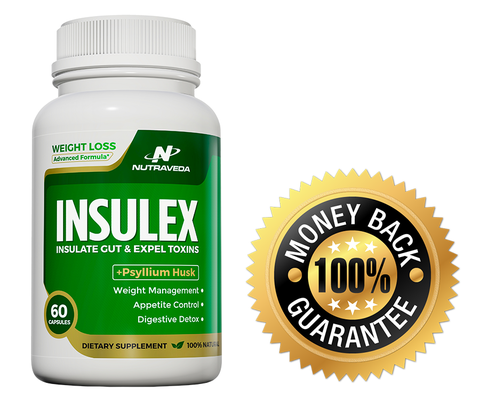 WEIGHT LOSS
Advanced Formula*
NUTRAVEDA
INSULEX
INSULATE GUT & EXPEL TOXINS
+Psyllium Husk
Weight Management •
Appetite Control •
Digestive Detox •
60
CAPSULES
DIETARY SUPPLEMENT 100% NATURAL
MONEY BACK
100%
GUARANTEE